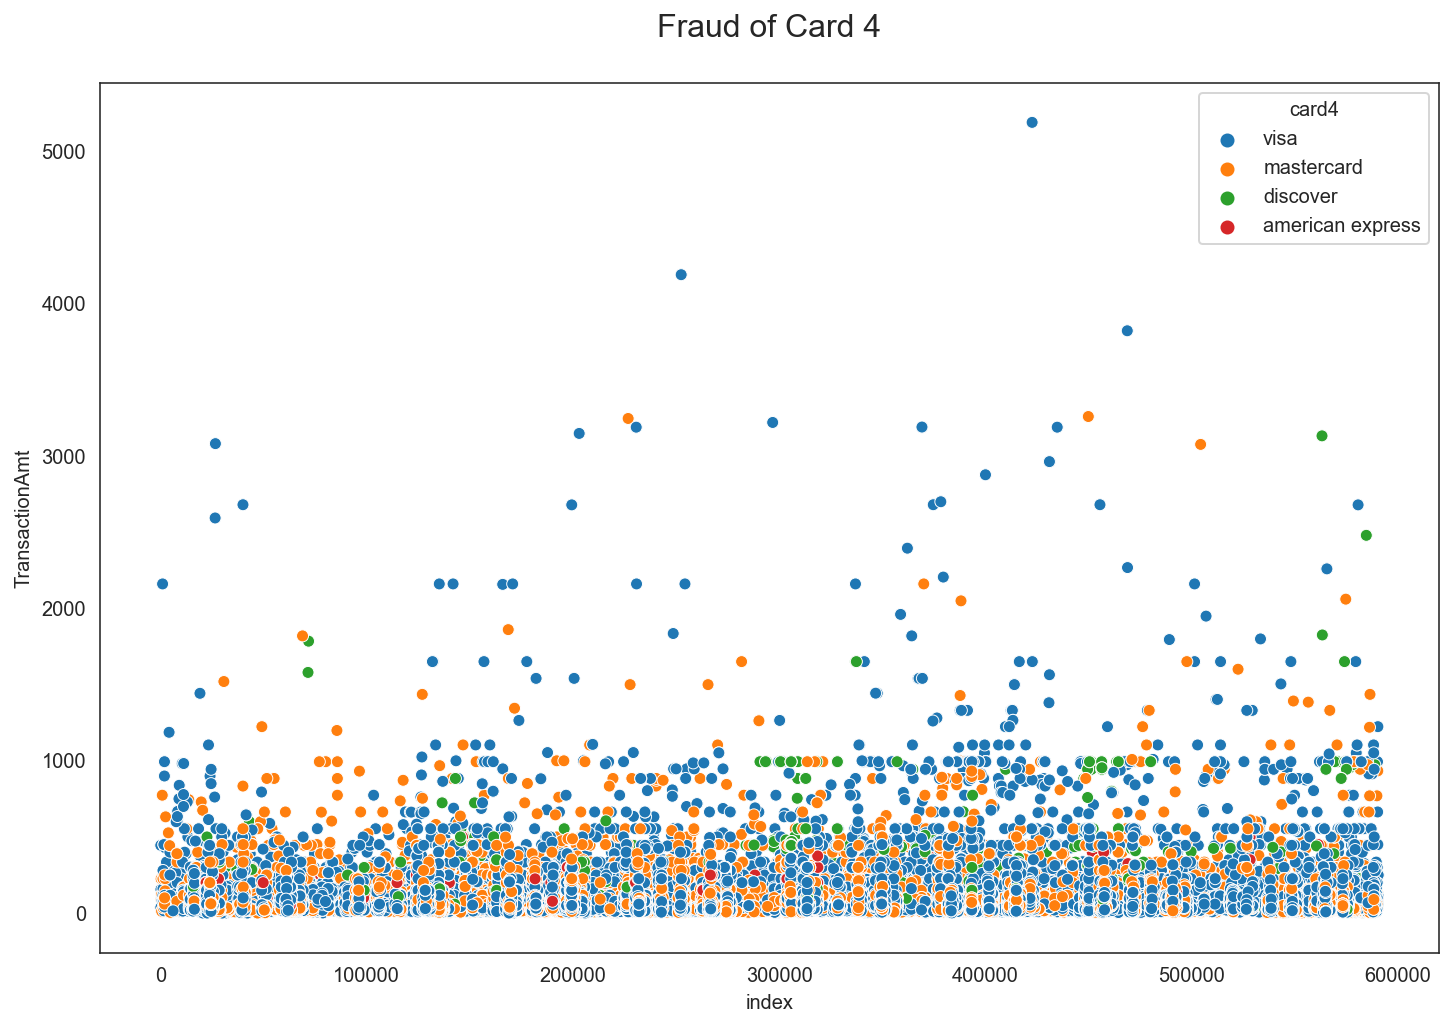 Fraud of Card 4
card4
visa
mastercard
discover
american express
5000
4000
3000
2000
1000
0
TransactionAmt
0 100000 200000 300000 400000 500000 600000
index